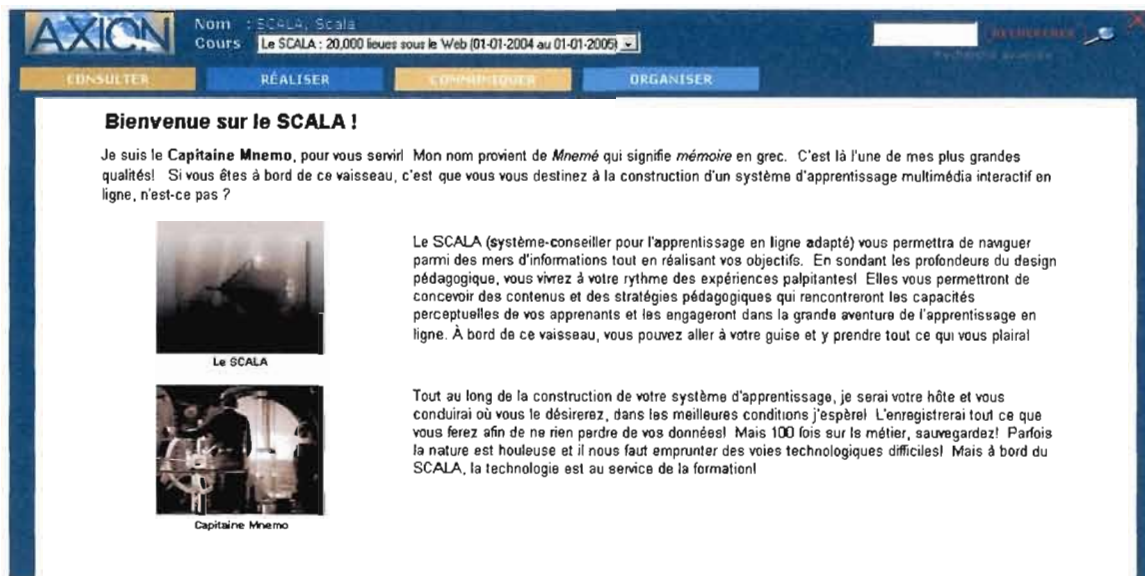 AXION
Nom : SCALA, Scala
Cours Le SCALA : 20,000 lieues sous le Web (01-01-2004 au 01-01-2005)
RECHERCHER
CONSULTER RÉALISER COMMUNIQUER ORGANISER
Bienvenue sur le SCALA !
Je suis le Capitaine Mnemo, pour vous servir! Mon nom provient de Mnemé qui signifie mémoire en grec. C'est là l'une de mes plus grandes
qualités! Si vous êtes à bord de ce vaisseau, c'est que vous vous destinez à la construction d'un système d'apprentissage multimédia interactif en
ligne, n'est-ce pas ?
Le SCALA (système-conseiller pour l'apprentissage en ligne adapté) vous permettra de naviguer
parmi des mers d'informations tout en réalisant vos objectifs. En sondant les profondeurs du design
pédagogique, vous vivrez à votre rythme des expériences palpitantes! Elles vous permettront de
concevoir des contenus et des stratégies pédagogiques qui rencontreront les capacités
perceptuelles de vos apprenants et les engageront dans la grande aventure de l'apprentissage en
ligne. À bord de ce vaisseau, vous pouvez aller à votre guise et y prendre tout ce qui vous plaira!
Le SCALA
Tout au long de la construction de votre système d'apprentissage, je serai votre hôte et vous
conduirai où vous le désirerez, dans les meilleures conditions j'espère! L'enregistrerai tout ce que
vous ferez afin de ne rien perdre de vos données! Mais 100 fois sur le métier, sauvegardez! Parfois
la nature est houleuse et il nous faut emprunter des voies technologiques difficiles! Mais à bord du
SCALA, la technologie est au service de la formation!
Capitaine Mnemo